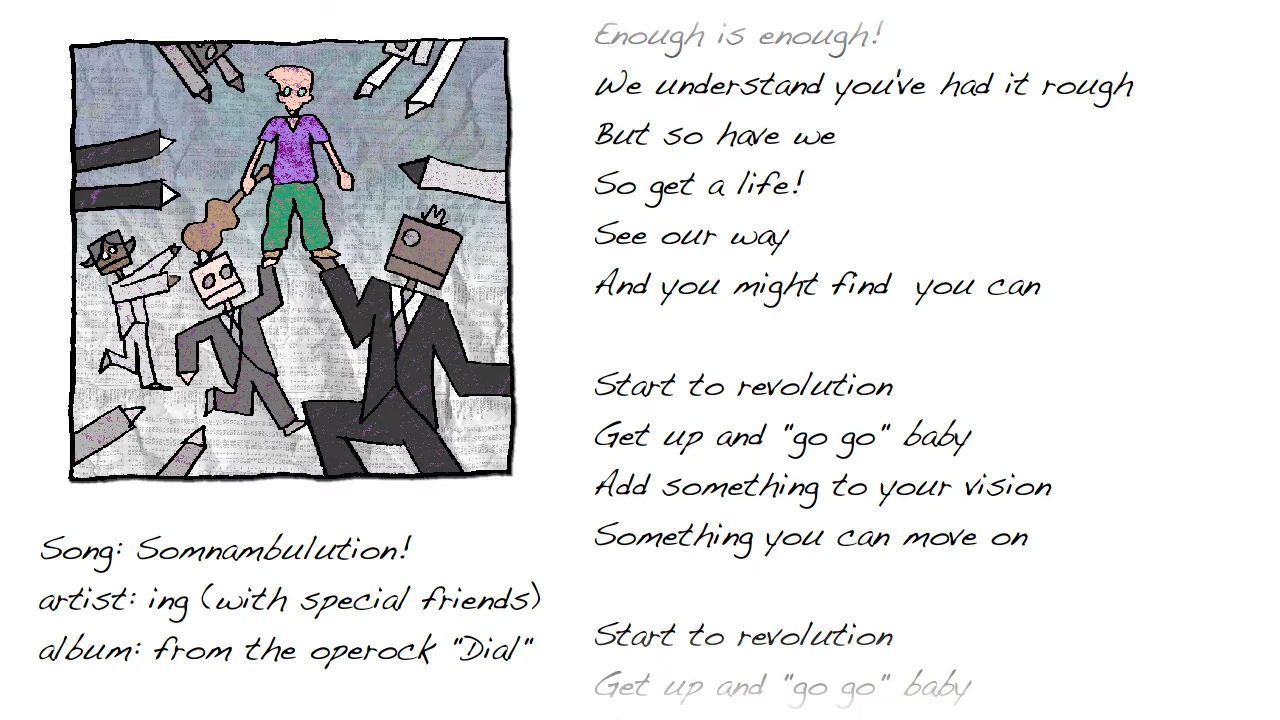 Enough is enough!
We understand you've had it rough
But so have we
So get a life!
See our way
And you might find you can
Start to revolution
Get up and "go go" baby
Add something to your vision
Something you can move on
Start to revolution
Get up and "go go" baby
Song: Somnambulution!
artist: ing (with special friends)
album: from the operock "Dial"